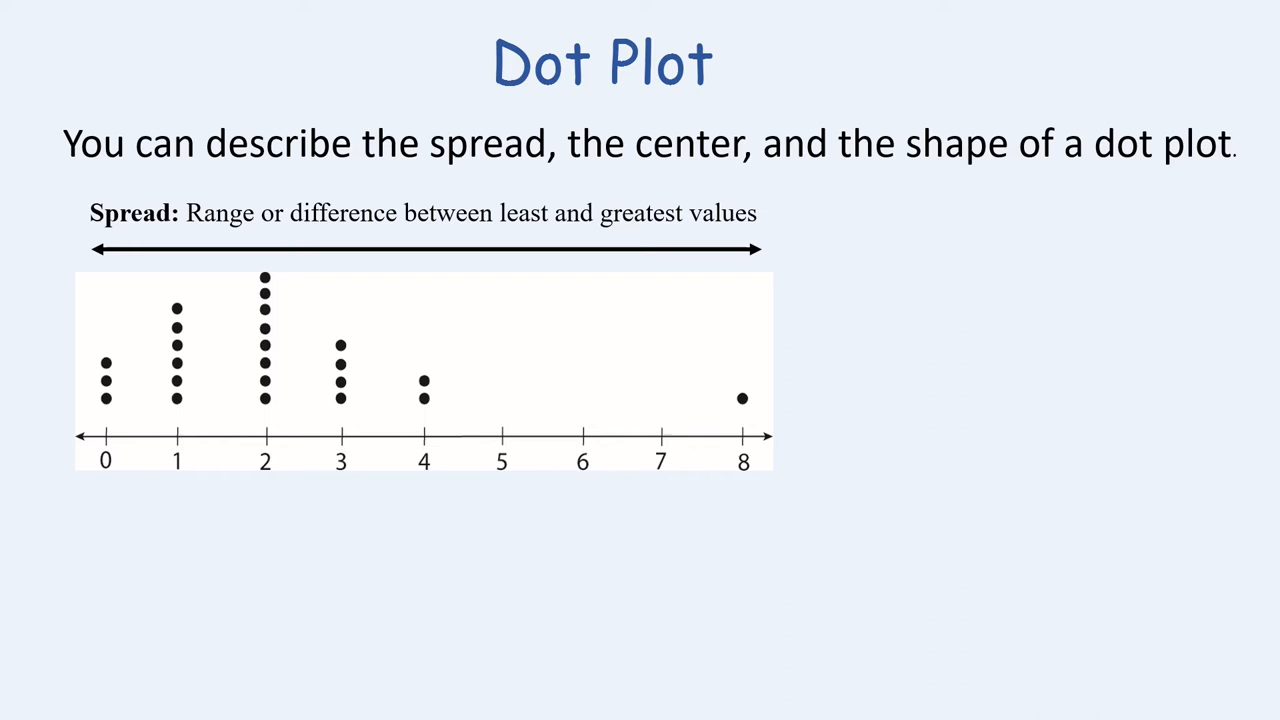 Dot Plot
You can describe the spread, the center, and the shape of a dot plot.
Spread: Range or difference between least and greatest values
0 1 2 3 4 5 6 7 8